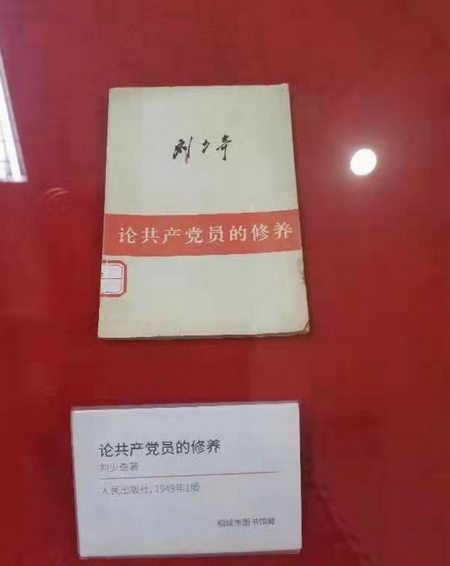 刘少奇
论共产党员的修养
论共产党员的修养
刘少奇著
人民出版社，1949年1版
桐城市图书馆藏